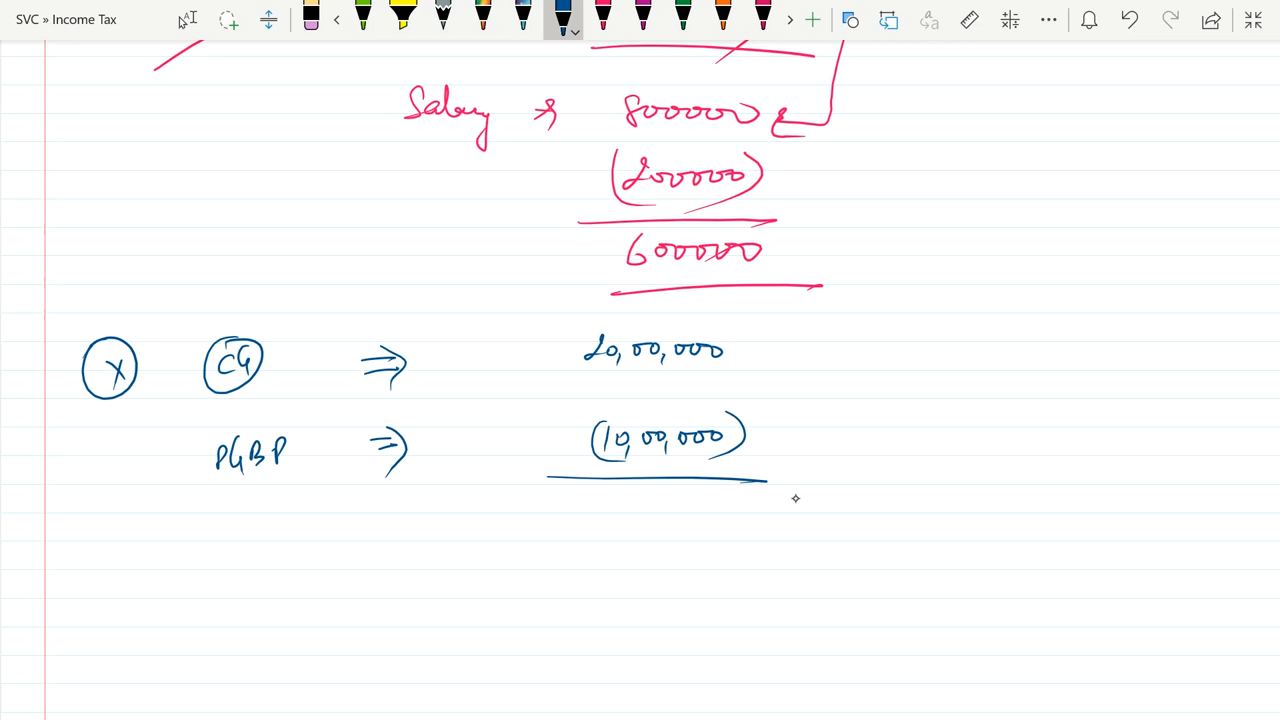 SVC » Income Tax
Salary ⇒ 800000
(200000)
600000
X CG ⇒ 20,00,000
PGBP ⇒ (10,00,000)